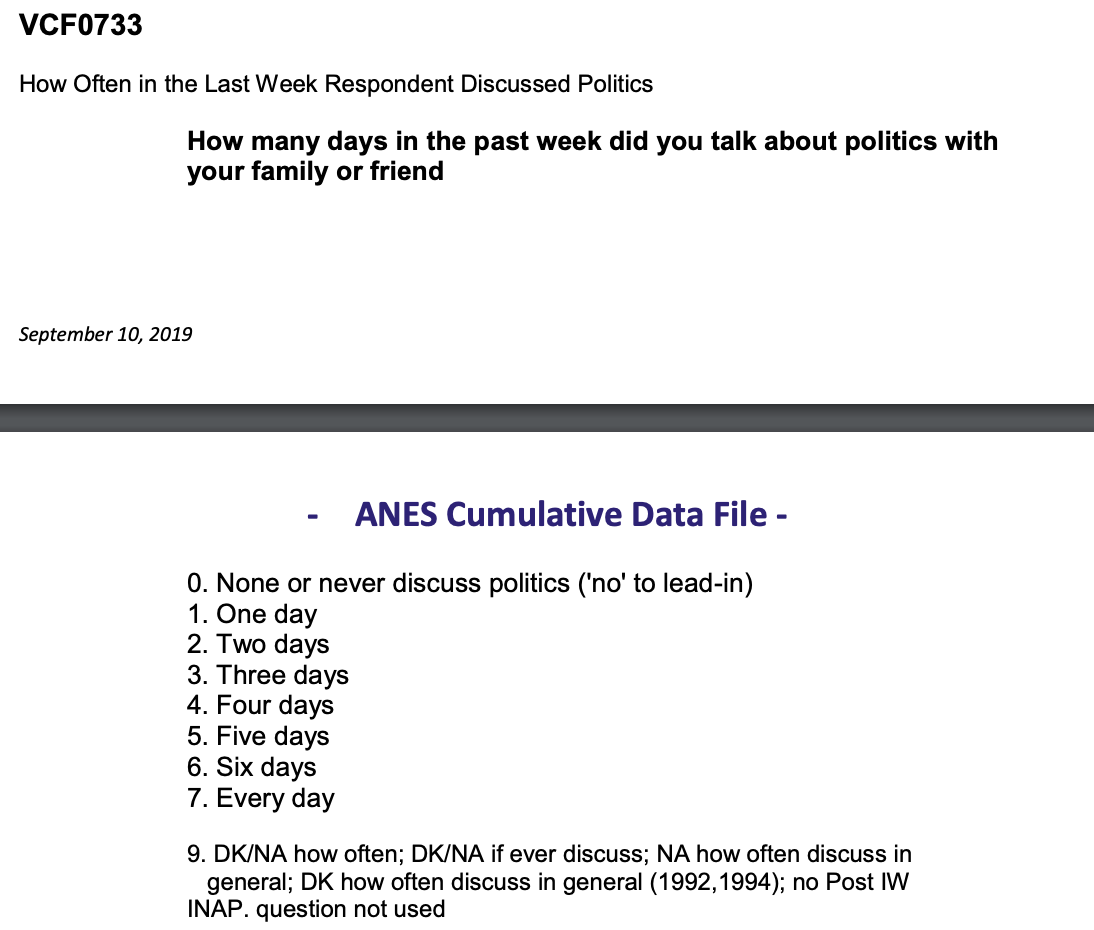 VCF0733
How Often in the Last Week Respondent Discussed Politics
How many days in the past week did you talk about politics with
your family or friend
September 10, 2019
- ANES Cumulative Data File -
0. None or never discuss politics ('no' to lead-in)
1. One day
2. Two days
3. Three days
4. Four days
5. Five days
6. Six days
7. Every day
9. DK/NA how often; DK/NA if ever discuss; NA how often discuss in
general; DK how often discuss in general (1992,1994); no Post IW
INAP. question not used